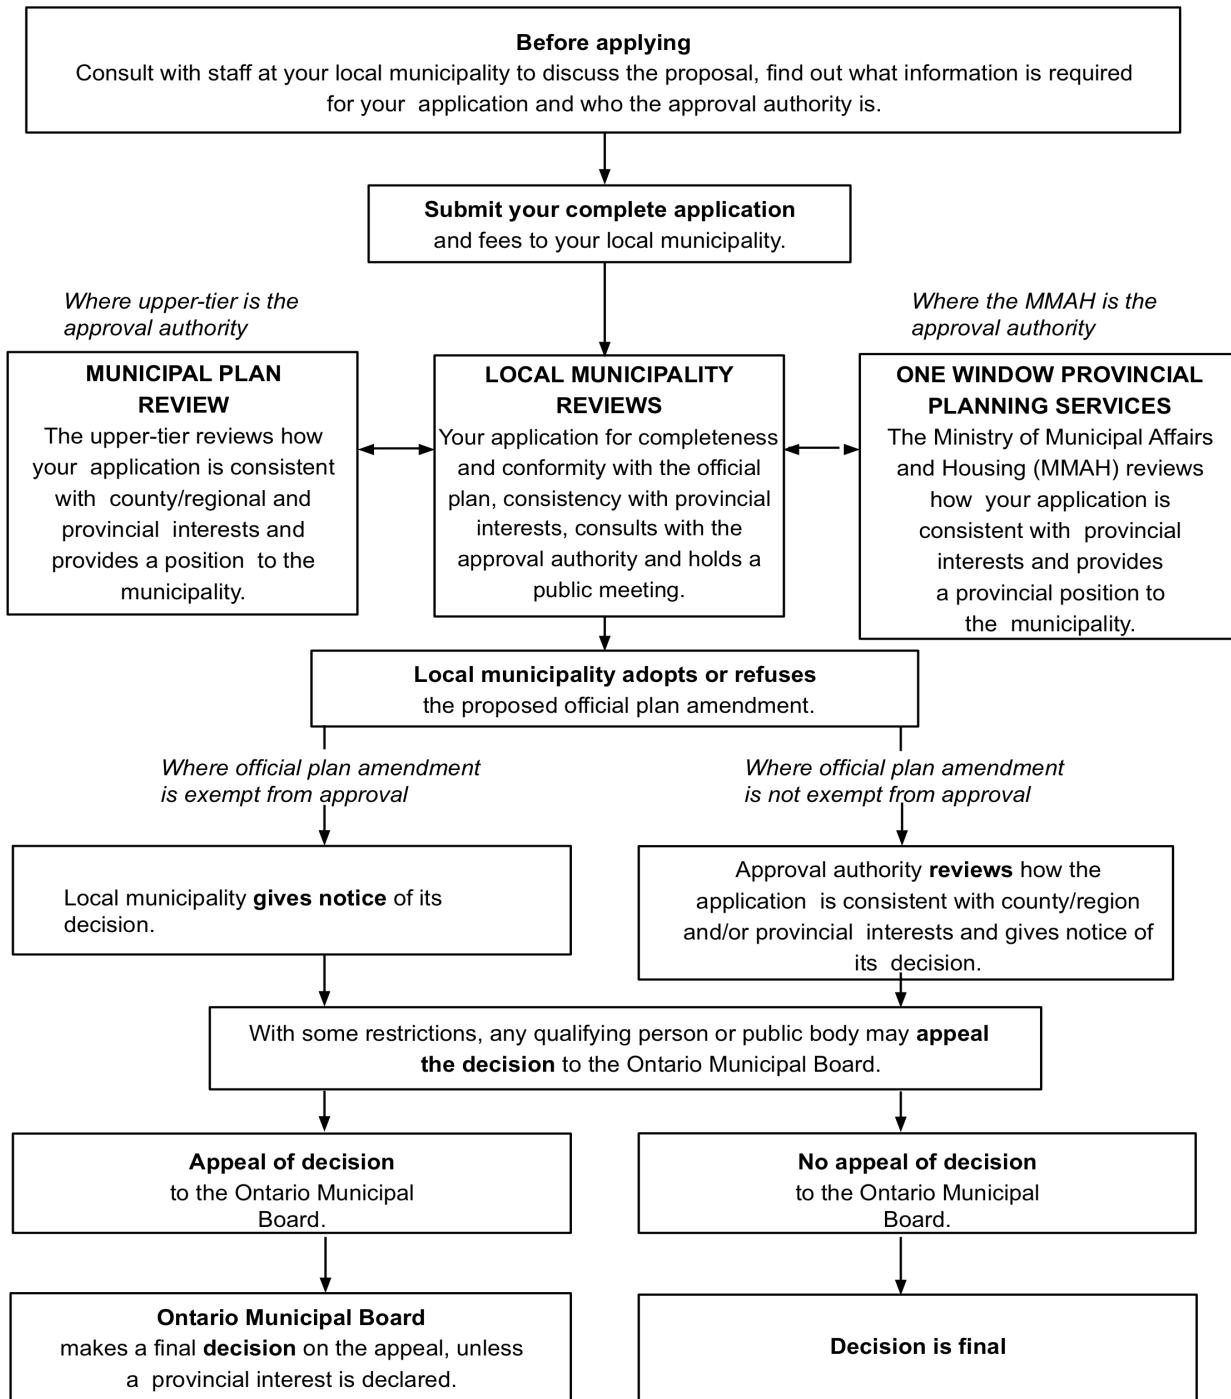 Before applying
Consult with staff at your local municipality to discuss the proposal, find out what information is required
for your application and who the approval authority is.
Submit your complete application
and fees to your local municipality.
Where upper-tier is the
approval authority
Where the MMAH is the
approval authority
MUNICIPAL PLAN
REVIEW
The upper-tier reviews how
your application is consistent
with county/regional and
provincial interests and
provides a position to the
municipality.
LOCAL MUNICIPALITY
REVIEWS
Your application for completeness
and conformity with the official
plan, consistency with provincial
interests, consults with the
approval authority and holds a
public meeting.
ONE WINDOW PROVINCIAL
PLANNING SERVICES
The Ministry of Municipal Affairs
and Housing (MMAH) reviews
how your application is
consistent with provincial
interests and provides
a provincial position to
the municipality.
Local municipality adopts or refuses
the proposed official plan amendment.
Where official plan amendment
is exempt from approval
Where official plan amendment
is not exempt from approval
Local municipality gives notice of its
decision.
Approval authority reviews how the
application is consistent with county/region
and/or provincial interests and gives notice of
its decision.
With some restrictions, any qualifying person or public body may appeal
the decision to the Ontario Municipal Board.
Appeal of decision
to the Ontario Municipal
Board.
No appeal of decision
to the Ontario Municipal
Board.
Ontario Municipal Board
makes a final decision on the appeal, unless
a provincial interest is declared.
Decision is final